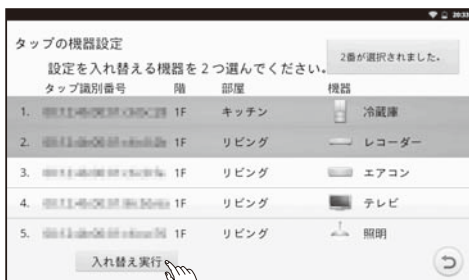 20:33
タップの機器設定
2番が選択されました。
設定を入れ替える機器を2つ選んでください。
タップ識別番号 階 部屋 機器
1. 1F キッチン 冷蔵庫
2. 1F リビング レコーダー
3. 1F リビング エアコン
4. 1F リビング テレビ
5. 1F リビング 照明
入れ替え実行